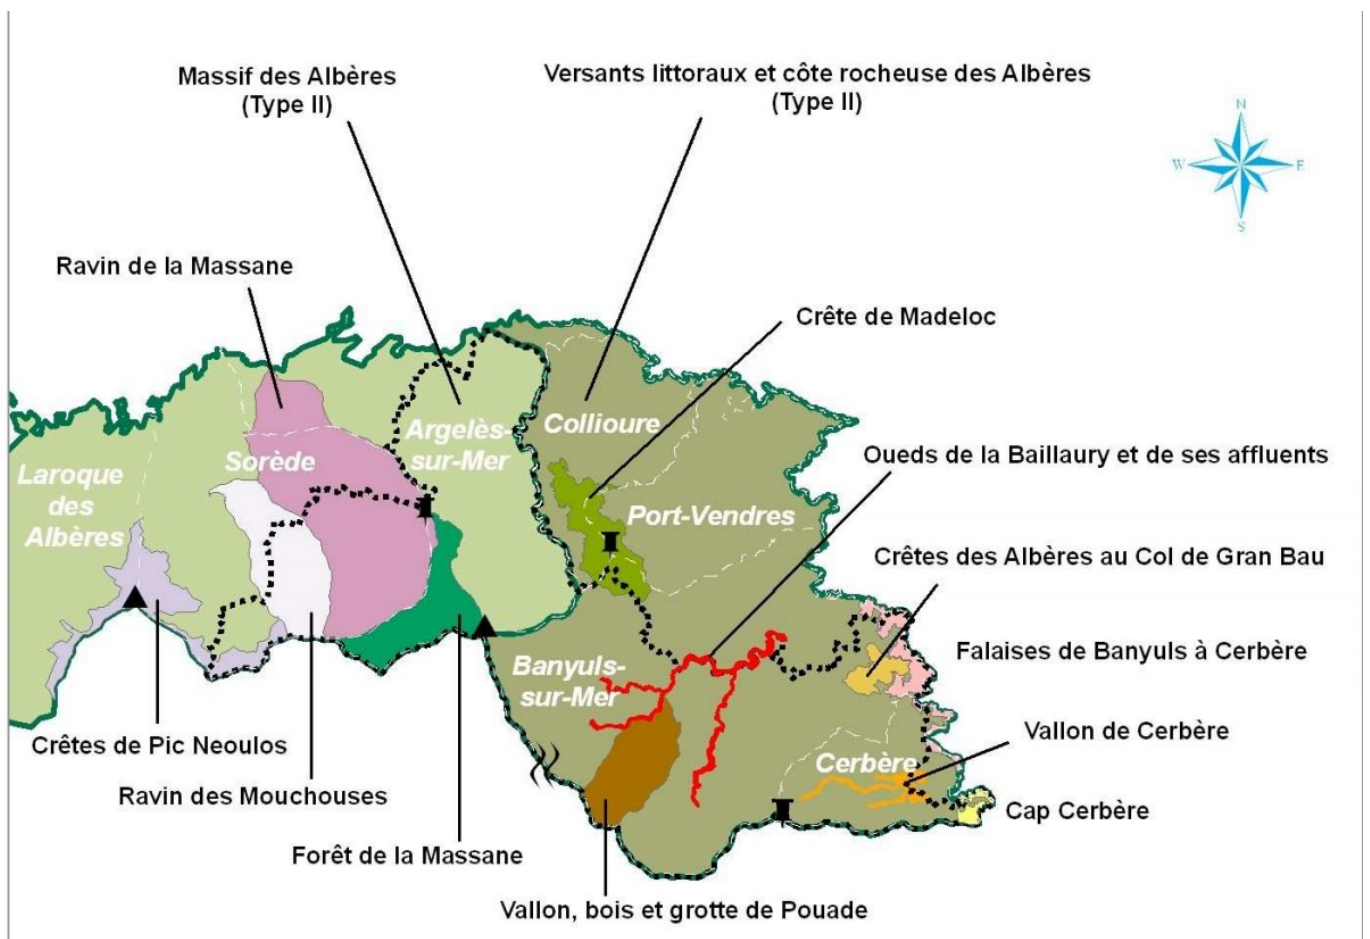 Massif des Albères
(Type II)
Versants littoraux et côte rocheuse des Albères
(Type II)
N
W
E
S
Ravin de la Massane
Crête de Madeloc
Collioure
Argelès-
sur-Mer
Oueds de la Baillaury et de ses affluents
Sorède
Laroque
des
Albères
Port-Vendres
Crêtes des Albères au Col de Gran Bau
Falaises de Banyuls à Cerbère
Banyuls-
sur-Mer
Vallon de Cerbère
Crêtes de Pic Neoulos
Cerbère
Ravin des Mouchouses
Cap Cerbère
Forêt de la Massane
Vallon, bois et grotte de Pouade